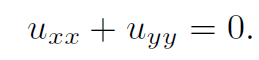 u_{xx} + u_{yy} = 0.